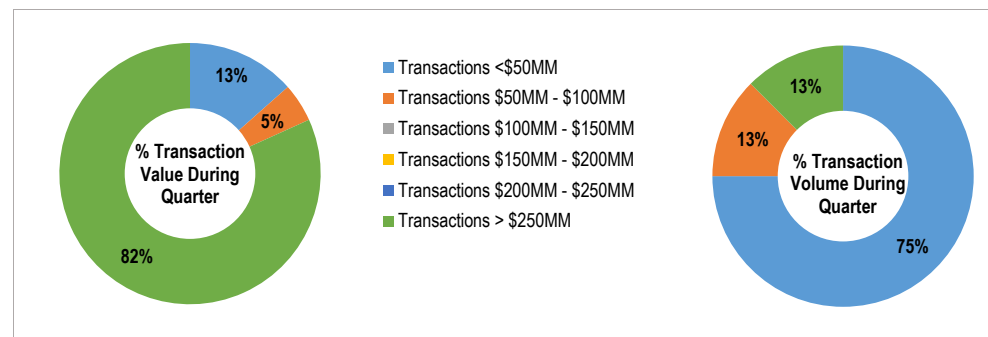 13%
5%
82%
% Transaction
Value During
Quarter
Transactions <$50MM
Transactions $50MM - $100MM
Transactions $100MM - $150MM
Transactions $150MM - $200MM
Transactions $200MM - $250MM
Transactions > $250MM
13%
13%
75%
% Transaction
Volume During
Quarter